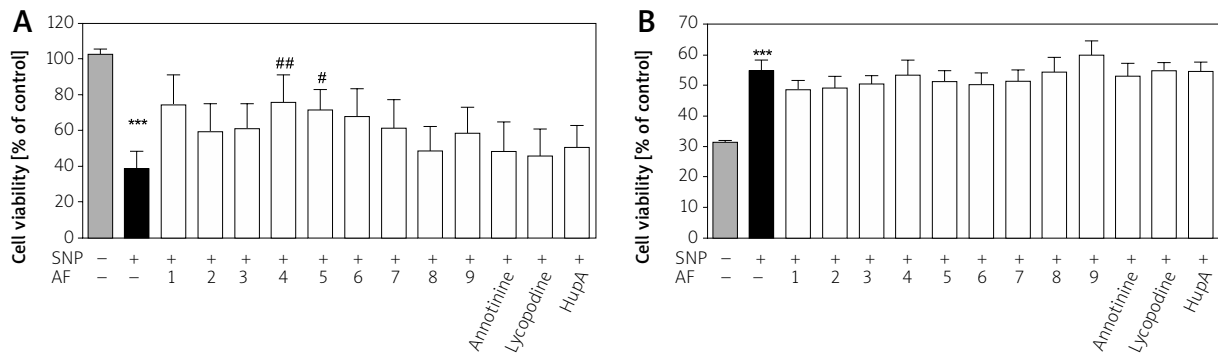 A
Cell viability [% of control]
120
100
80
60
40
20
0
***
##
#
SNP – + + + + + + + + + + + + +
AF – – 1 2 3 4 5 6 7 8 9 Annotinine Lycopodine HupA
B
Cell viability [% of control]
70
60
50
40
30
20
10
0
***
SNP – + + + + + + + + + + + + +
AF – – 1 2 3 4 5 6 7 8 9 Annotinine Lycopodine HupA